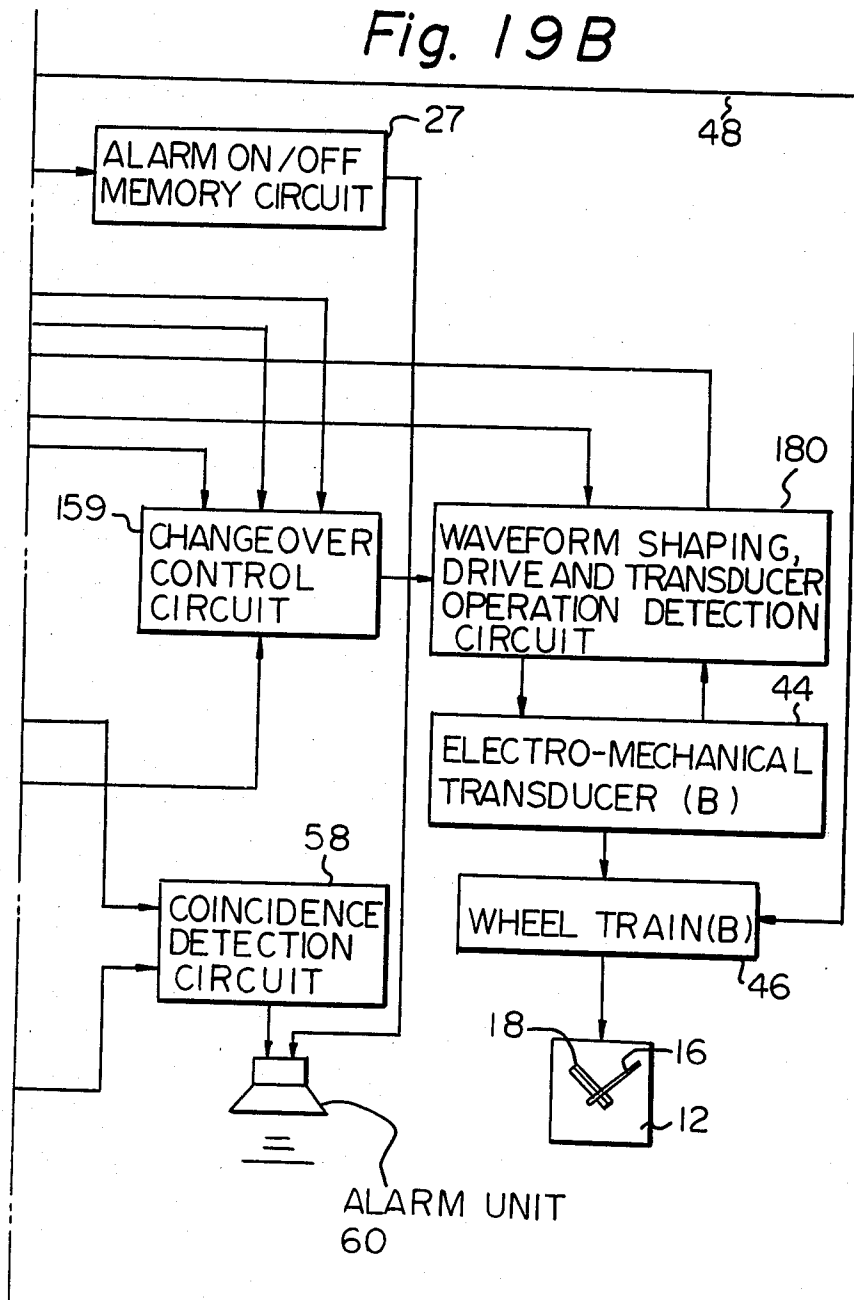 Fig. 19B
48
27
ALARM ON/OFF
MEMORY CIRCUIT
180
159
CHANGEOVER
CONTROL
CIRCUIT
WAVEFORM SHAPING,
DRIVE AND TRANSDUCER
OPERATION DETECTION
CIRCUIT
44
ELECTRO-MECHANICAL
TRANSDUCER (B)
58
COINCIDENCE
DETECTION
CIRCUIT
WHEEL TRAIN(B)
46
18
16
12
ALARM UNIT
60